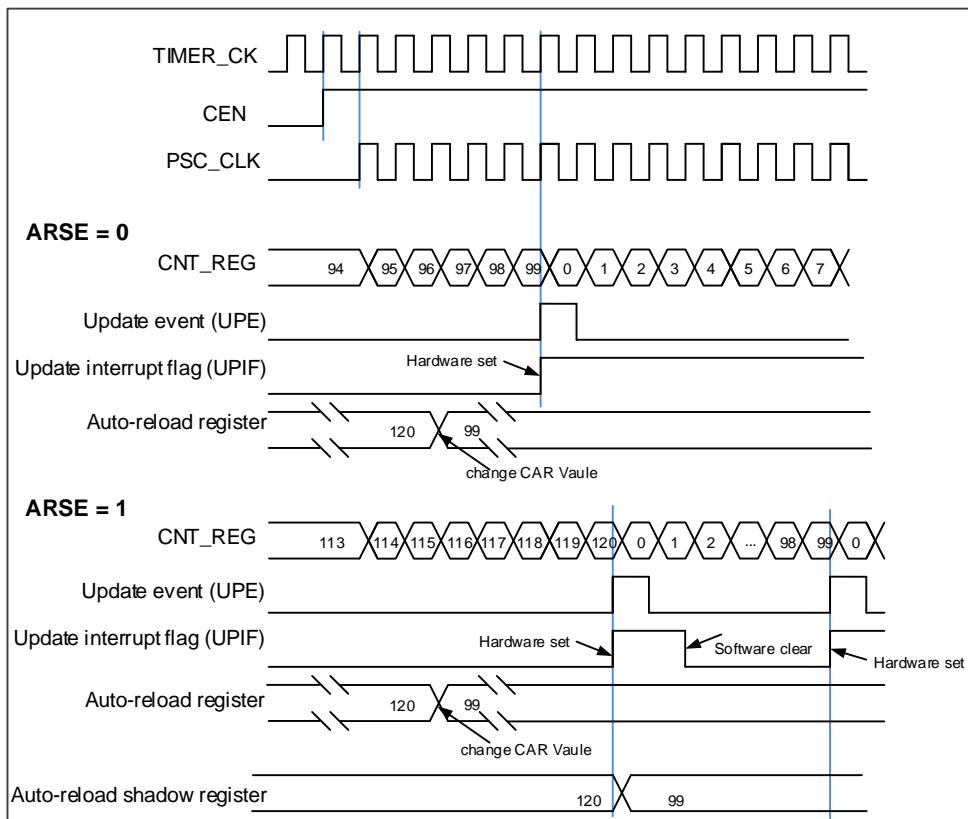 TIMER_CK
CEN
PSC_CLK
ARSE = 0
CNT_REG 94 95 96 97 98 99 0 1 2 3 4 5 6 7
Update event (UPE)
Update interrupt flag (UPIF) Hardware set
Auto-reload register 120 99
change CAR Vaule
ARSE = 1
CNT_REG 113 114 115 116 117 118 119 120 0 1 2 ... 98 99 0
Update event (UPE)
Update interrupt flag (UPIF) Hardware set Software clear Hardware set
Auto-reload register 120 99
change CAR Vaule
Auto-reload shadow register 120 99